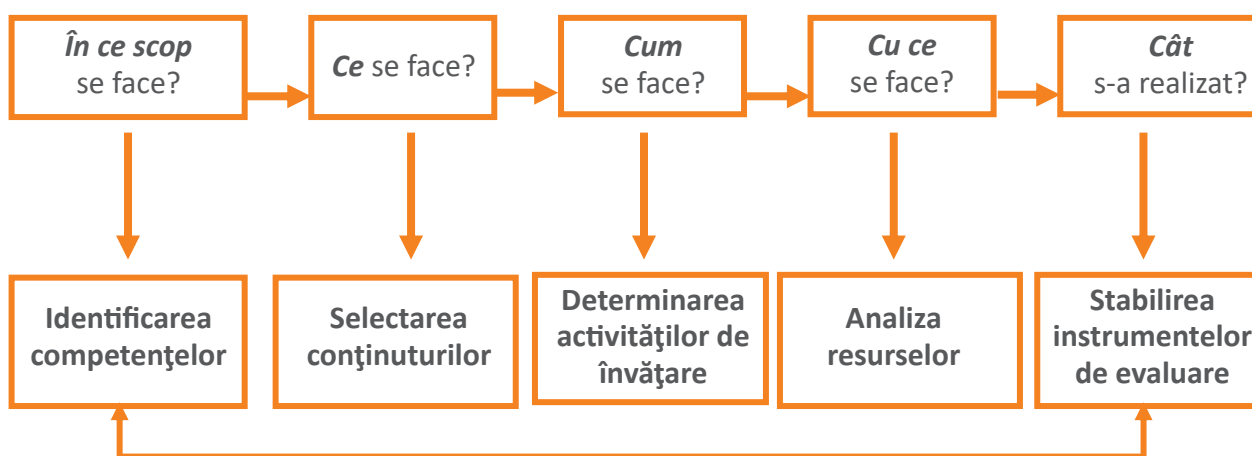 În ce scop
se face?
Ce se face?
Cum
se face?
Cu ce
se face?
Cât
s-a realizat?
Identificarea
competenţelor
Selectarea
conţinuturilor
Determinarea
activităţilor de
învăţare
Analiza
resurselor
Stabilirea
instrumentelor
de evaluare